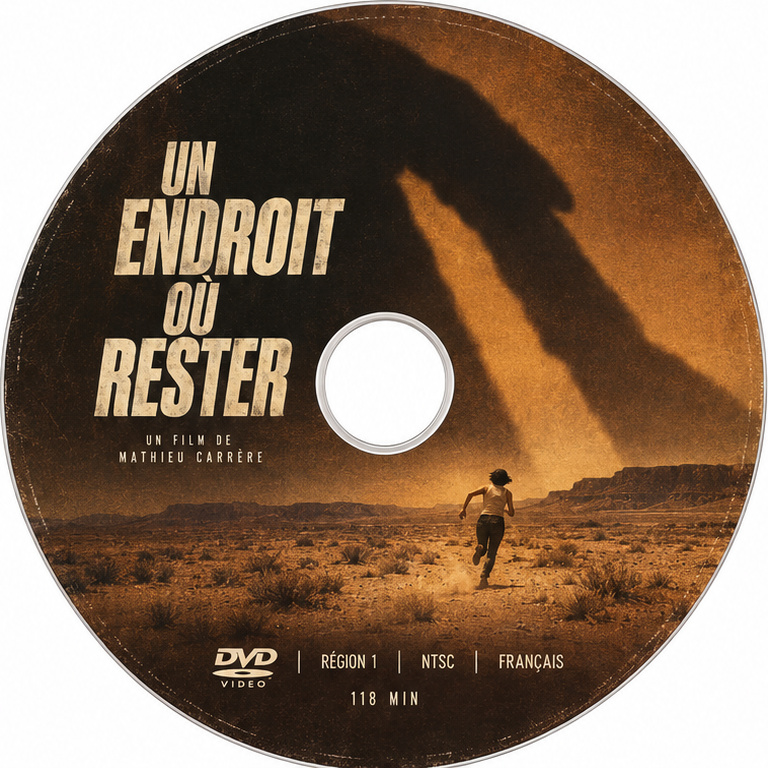 UN
ENDROIT
OÙ
RESTER
UN FILM DE
MATHIEU CARRÈRE
DVD VIDEO | RÉGION 1 | NTSC | FRANÇAIS
118 MIN